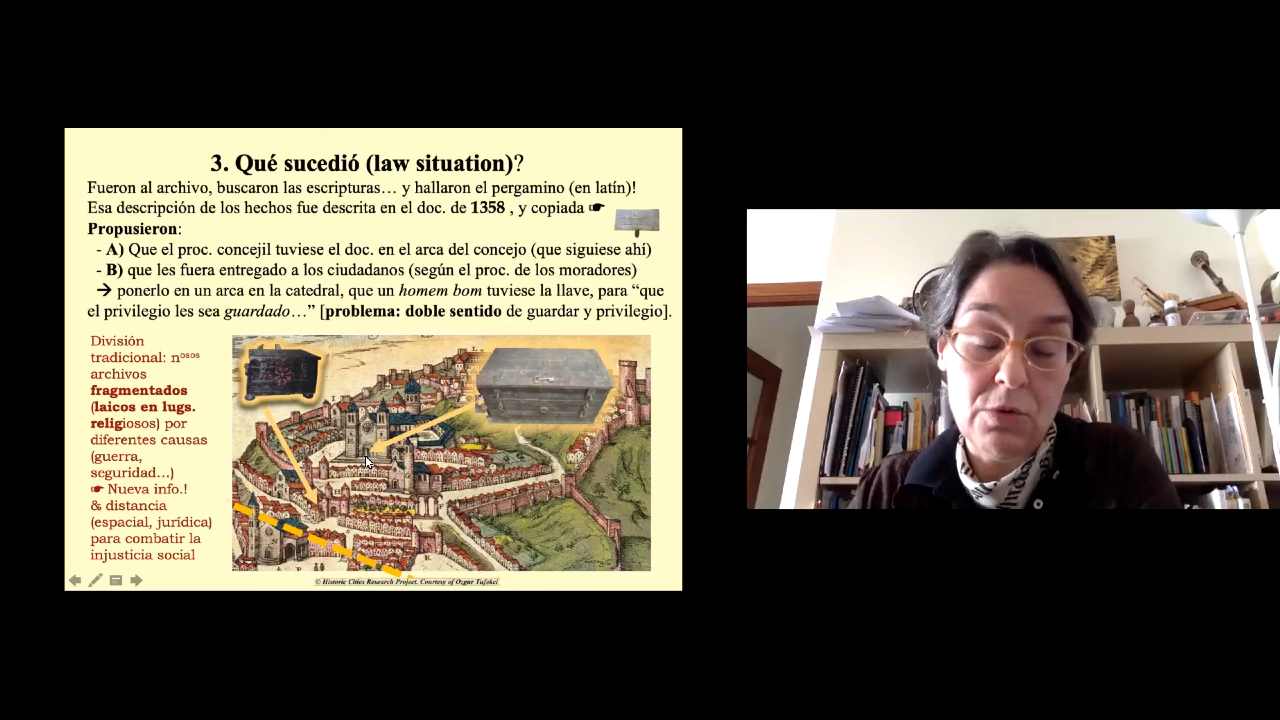 3. Qué sucedió (law situation)?
Fueron al archivo, buscaron las escripturas… y hallaron el pergamino (en latín)!
Esa descripción de los hechos fue descrita en el doc. de 1358 , y copiada ☛
Propusieron:
- A) Que el proc. concejil tuviese el doc. en el arca del concejo (que siguiese ahí)
- B) que les fuera entregado a los ciudadanos (según el proc. de los moradores)
→ ponerlo en un arca en la catedral, que un homem bom tuviese la llave, para “que
el privilegio les sea guardado…” [problema: doble sentido de guardar y privilegio].
División
tradicional: nºˢºˢ
archivos
fragmentados
(laicos en lugs.
religiosos) por
diferentes causas
(guerra,
seguridad…)
☛ Nueva info.!
& distancia
(espacial, jurídica)
para combatir la
injusticia social
© Historic Cities Research Project. Courtesy of Ozgur Tufekci